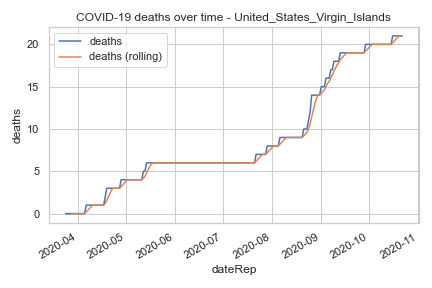 COVID-19 deaths over time - United_States_Virgin_Islands
deaths
deaths (rolling)
20
15
10
5
0
deaths
2020-04
2020-05
2020-06
2020-07
2020-08
2020-09
2020-10
2020-11
dateRep